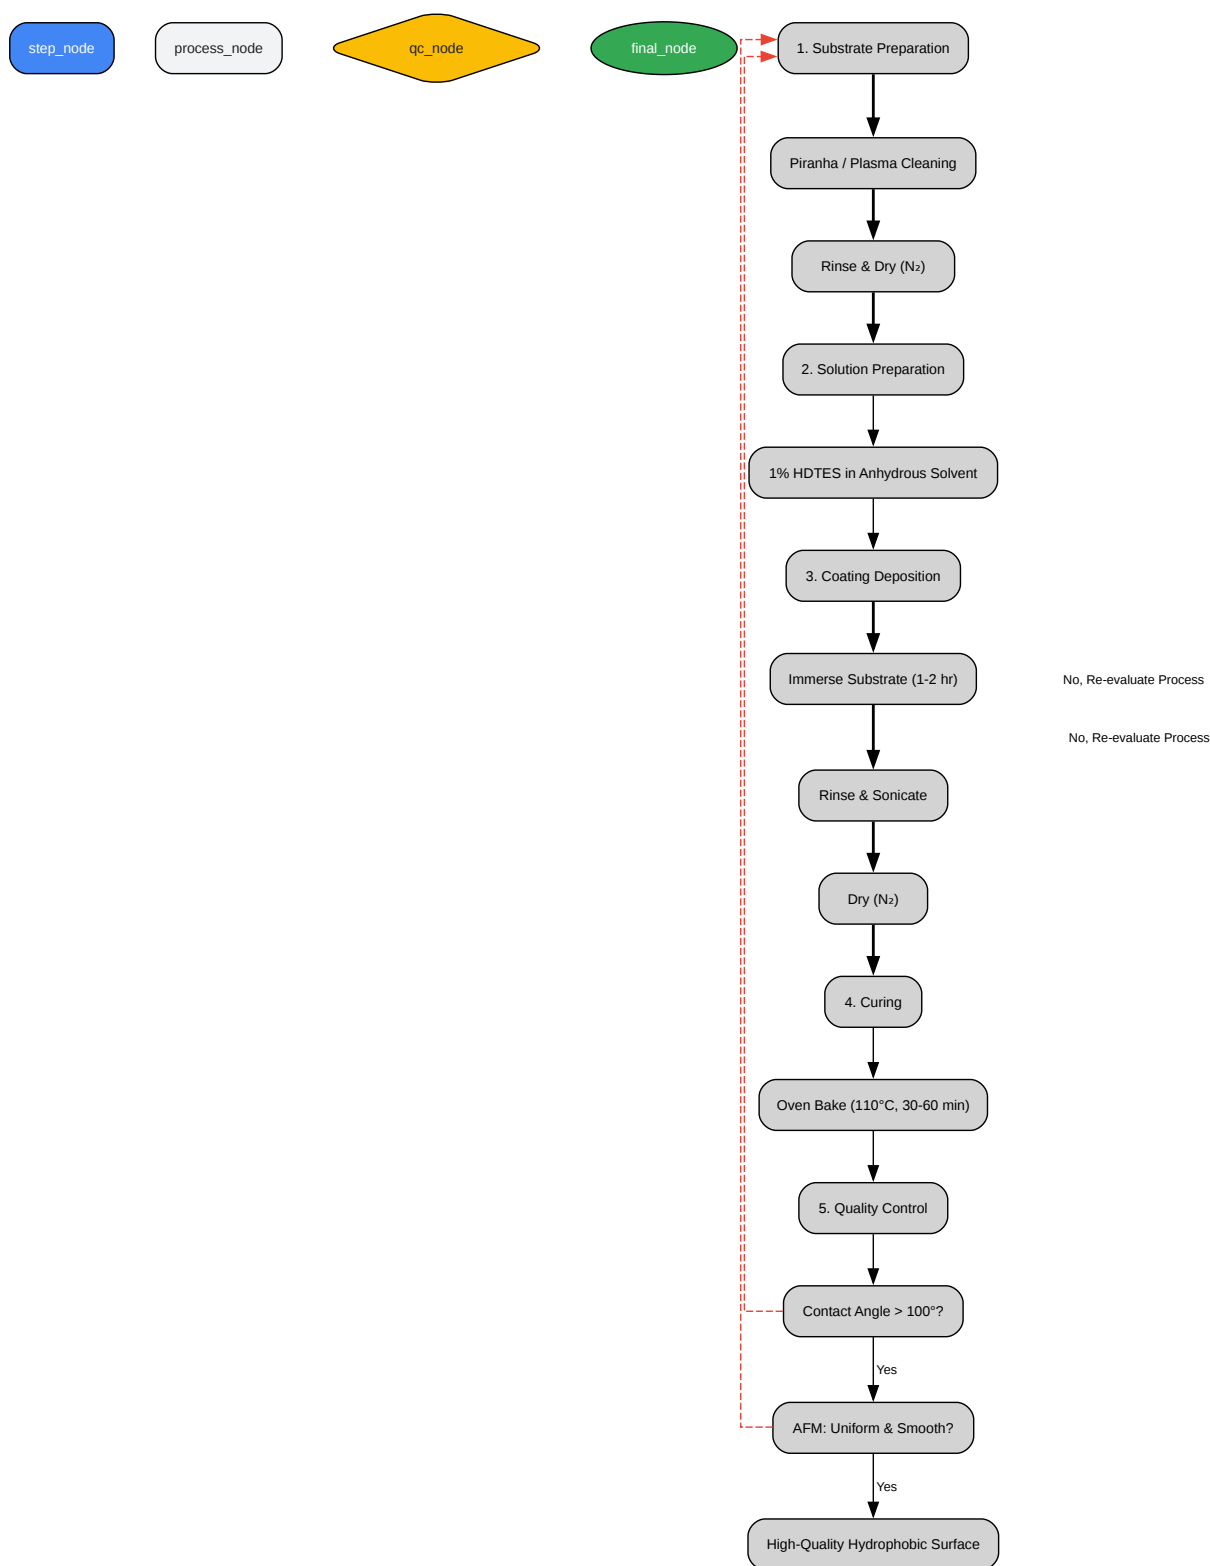 step_node
process_node
qc_node
final_node
1. Substrate Preparation
Piranha / Plasma Cleaning
Rinse & Dry (N₂)
2. Solution Preparation
1% HDTES in Anhydrous Solvent
3. Coating Deposition
Immerse Substrate (1-2 hr)
No, Re-evaluate Process
No, Re-evaluate Process
Rinse & Sonicate
Dry (N₂)
4. Curing
Oven Bake (110°C, 30-60 min)
5. Quality Control
Contact Angle > 100°?
Yes
AFM: Uniform & Smooth?
Yes
High-Quality Hydrophobic Surface